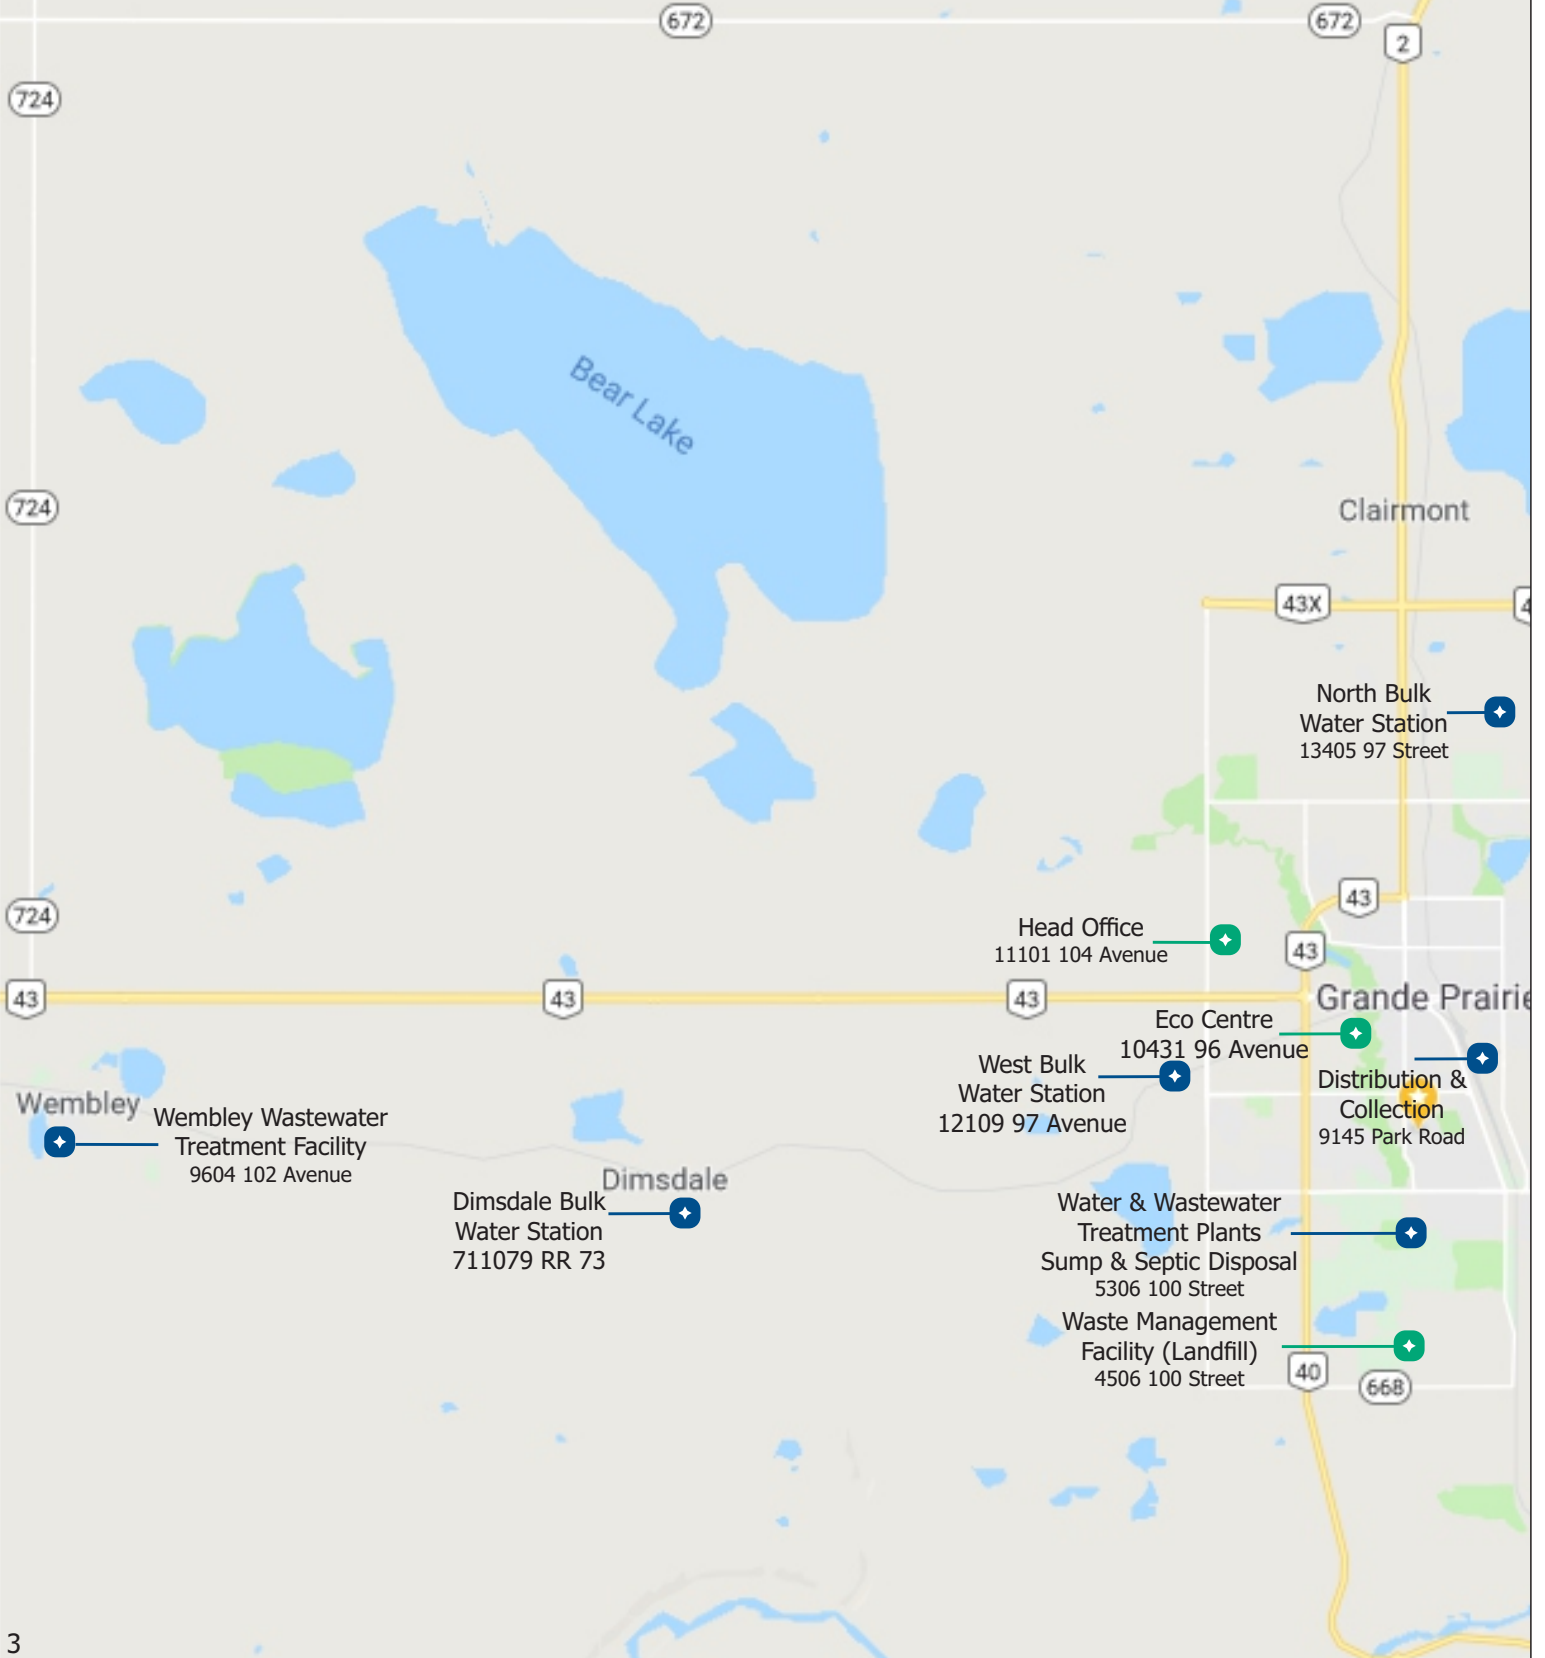 672
672
2
724
Bear Lake
724
Clairmont
43X
4
North Bulk
Water Station
13405 97 Street
43
724
Head Office
11101 104 Avenue
43
43
43
43
Grande Prairie
Eco Centre
10431 96 Avenue
West Bulk
Water Station
12109 97 Avenue
Distribution &
Collection
9145 Park Road
Wembley
Wembley Wastewater
Treatment Facility
9604 102 Avenue
Dimsdale
Dimsdale Bulk
Water Station
711079 RR 73
Water & Wastewater
Treatment Plants
Sump & Septic Disposal
5306 100 Street
Waste Management
Facility (Landfill)
4506 100 Street
40
668
3